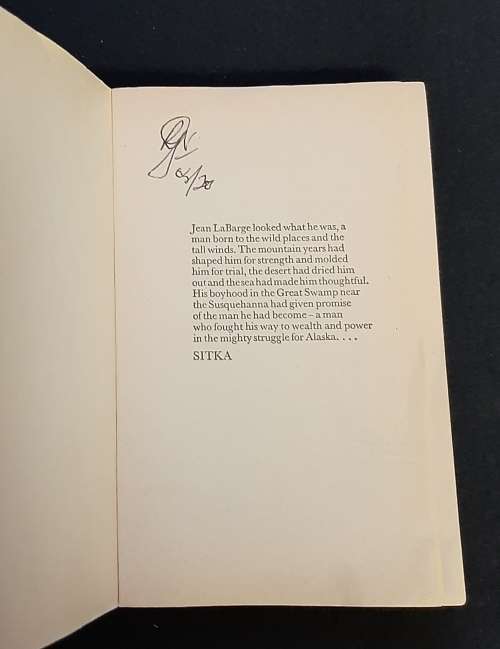 Jean LaBarge looked what he was, a
man born to the wild places and the
tall winds. The mountain years had
shaped him for strength and molded
him for trial, the desert had dried him
out and the sea had made him thoughtful.
His boyhood in the Great Swamp near
the Susquehanna had given promise
of the man he had become – a man
who fought his way to wealth and power
in the mighty struggle for Alaska. . . .
SITKA